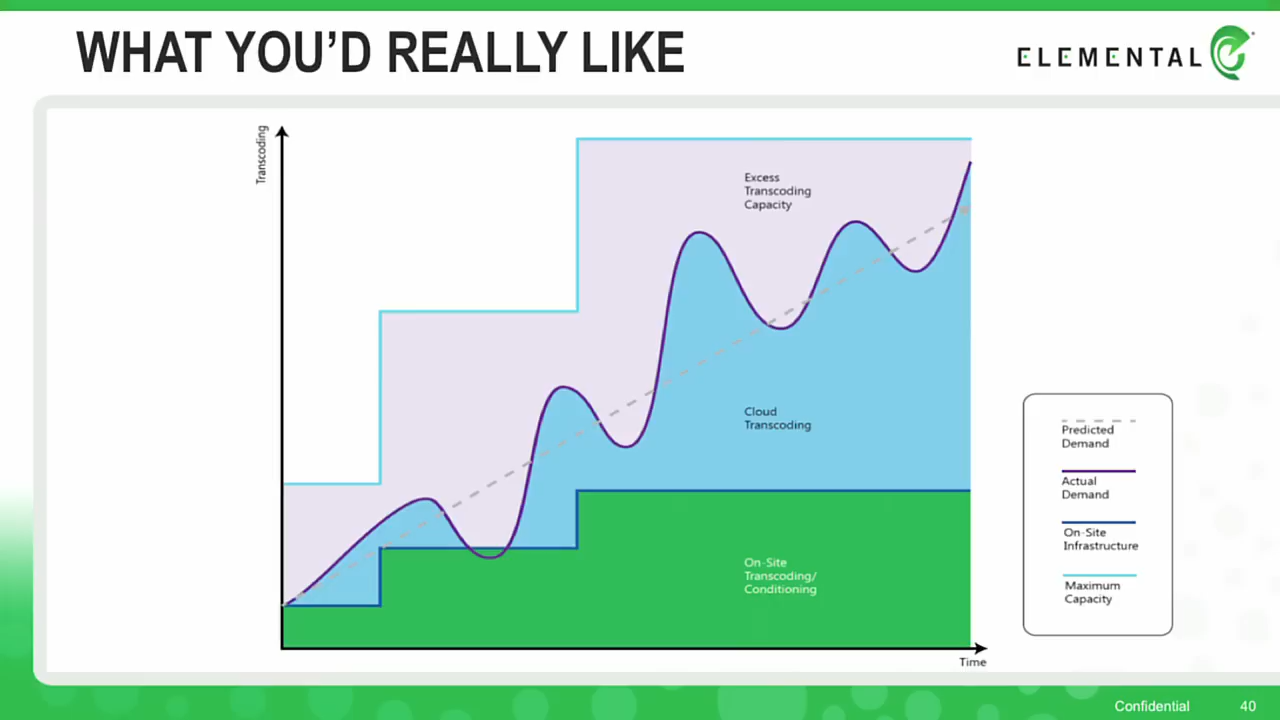 WHAT YOU'D REALLY LIKE
ELEMENTAL
Transcoding
Excess
Transcoding
Capacity
Cloud
Transcoding
On-Site
Transcoding/
Conditioning
Time
Predicted
Demand
Actual
Demand
On-Site
Infrastructure
Maximum
Capacity
Confidential
40